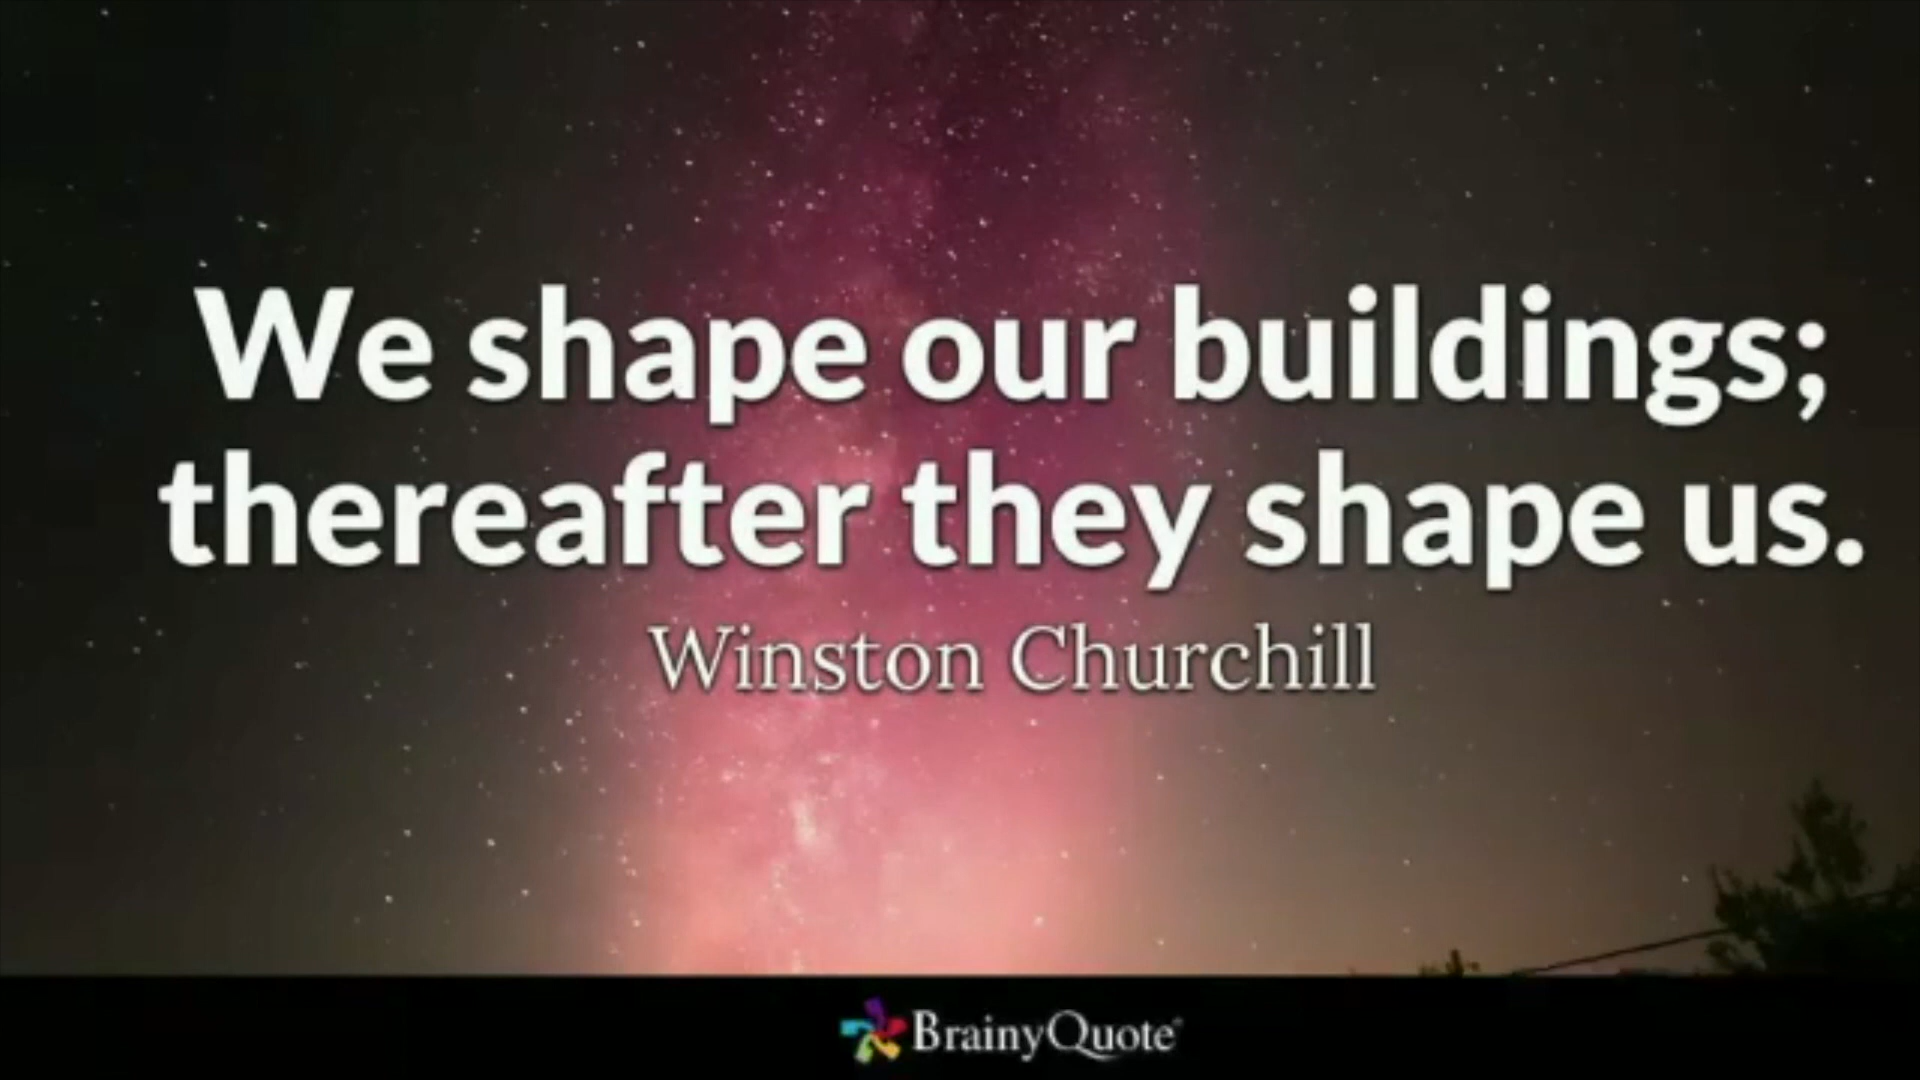 We shape our buildings;
thereafter they shape us.
Winston Churchill
BrainyQuote®